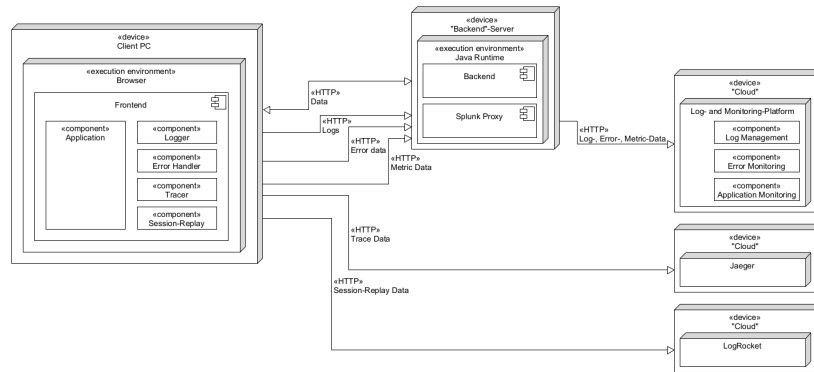 «device»
Client PC
«execution environment»
Browser
Frontend
«component»
Application
«component»
Logger
«component»
Error Handler
«component»
Tracer
«component»
Session-Replay
«HTTP»
Data
«HTTP»
Logs
«HTTP»
Error data
«HTTP»
Metric Data
«HTTP»
Trace Data
«HTTP»
Session-Replay Data
«device»
"Backend"-Server
«execution environment»
Java Runtime
Backend
Splunk Proxy
«HTTP»
Log-, Error-, Metric-Data
«device»
"Cloud"
Log- and Monitoring-Platform
«component»
Log Management
«component»
Error Monitoring
«component»
Application Monitoring
«device»
"Cloud"
Jaeger
«device»
"Cloud"
LogRocket